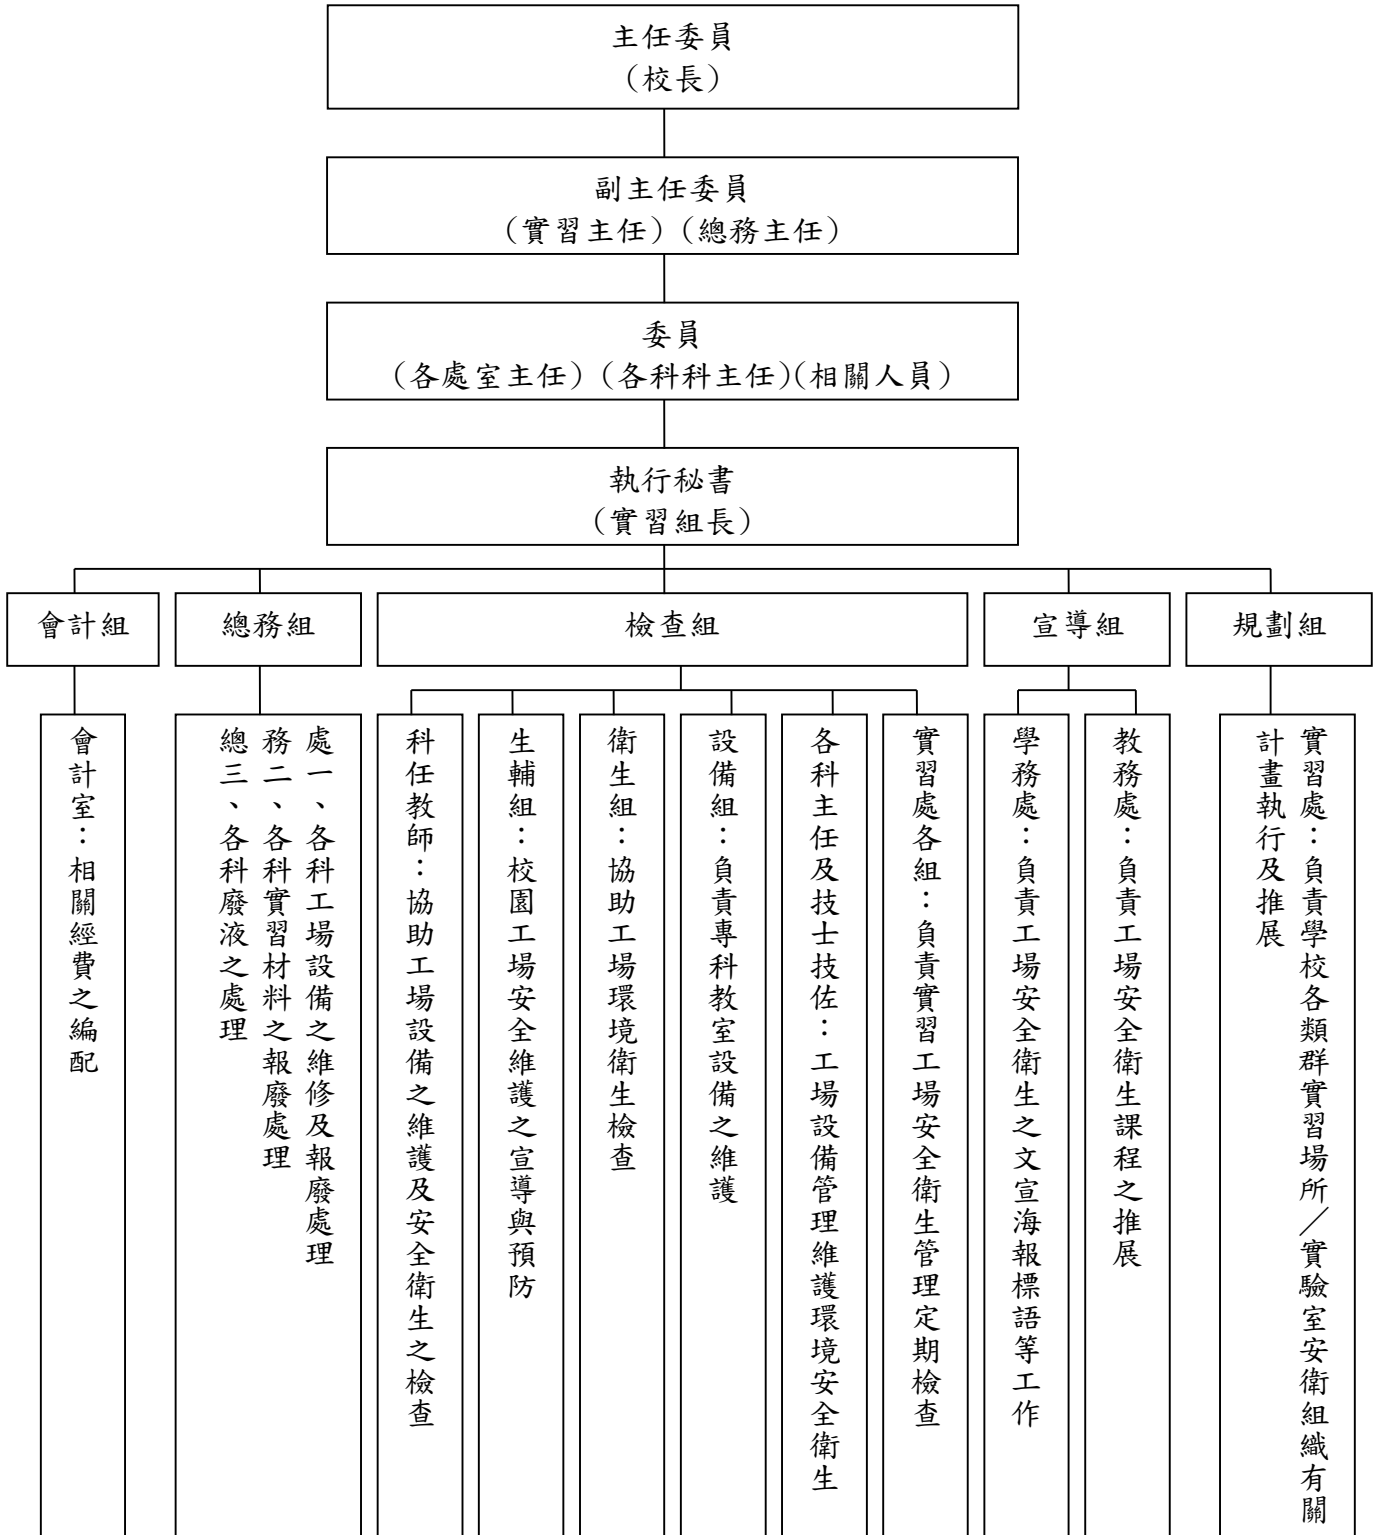 主任委員
（校長）
副主任委員
（實習主任）（總務主任）
委員
（各處室主任）（各科科主任）（相關人員）
執行秘書
（實習組長）
會計組
總務組
檢查組
宣導組
規劃組
會計室：相關經費之編配
處一、各科工場設備之維修及報廢處理
務二、各科實習材料之報廢處理
總三、各科廢液之處理
科任教師：協助工場設備之維護及安全衛生之檢查
生輔組：校園工場安全維護之宣導與預防
衛生組：協助工場環境衛生檢查
設備組：負責專科教室設備之維護
各科主任及技士技佐：工場設備管理維護環境安全衛生
實習處各組：負責實習工場安全衛生管理定期檢查
學務處：負責工場安全衛生之文宣海報標語等工作
教務處：負責工場安全衛生課程之推展
實習處：負責學校各類群實習場所／實驗室安衛組織有關
計畫執行及推展